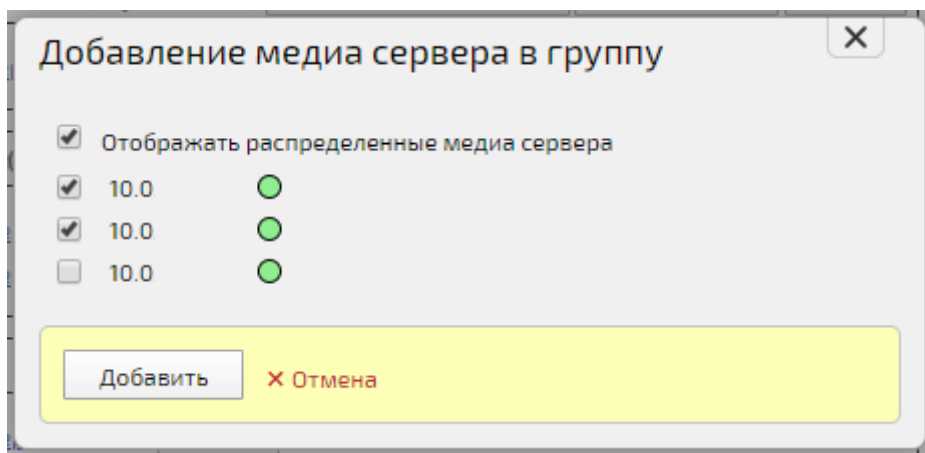 Добавление медиа сервера в группу
Отображать распределенные медиа сервера
10.0
10.0
10.0
Добавить
Отмена